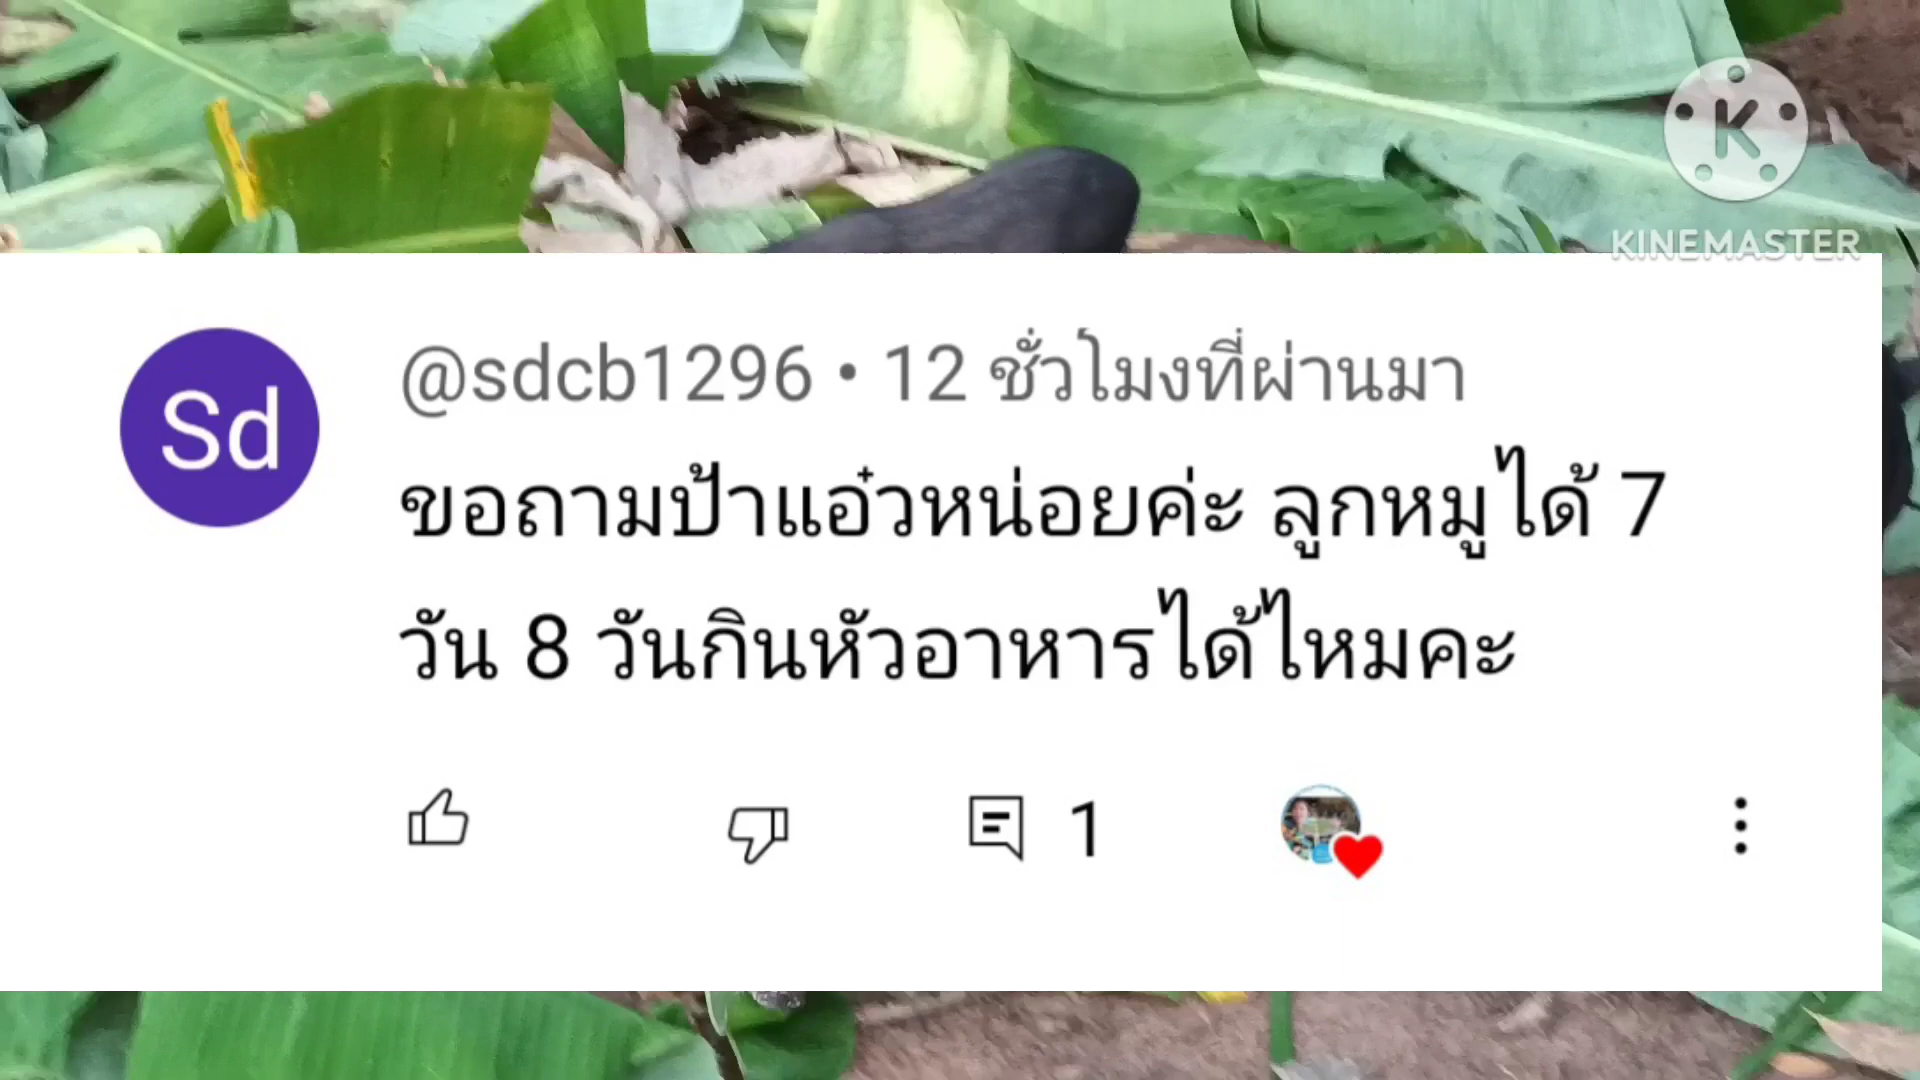 K
KINEMASTER
Sd
@sdcb1296 • 12 ชั่วโมงที่ผ่านมา
ขอถามป้าแอ๋วหน่อยค่ะ ลูกหมูได้ 7
วัน 8 วันกินหัวอาหารได้ไหมคะ
1